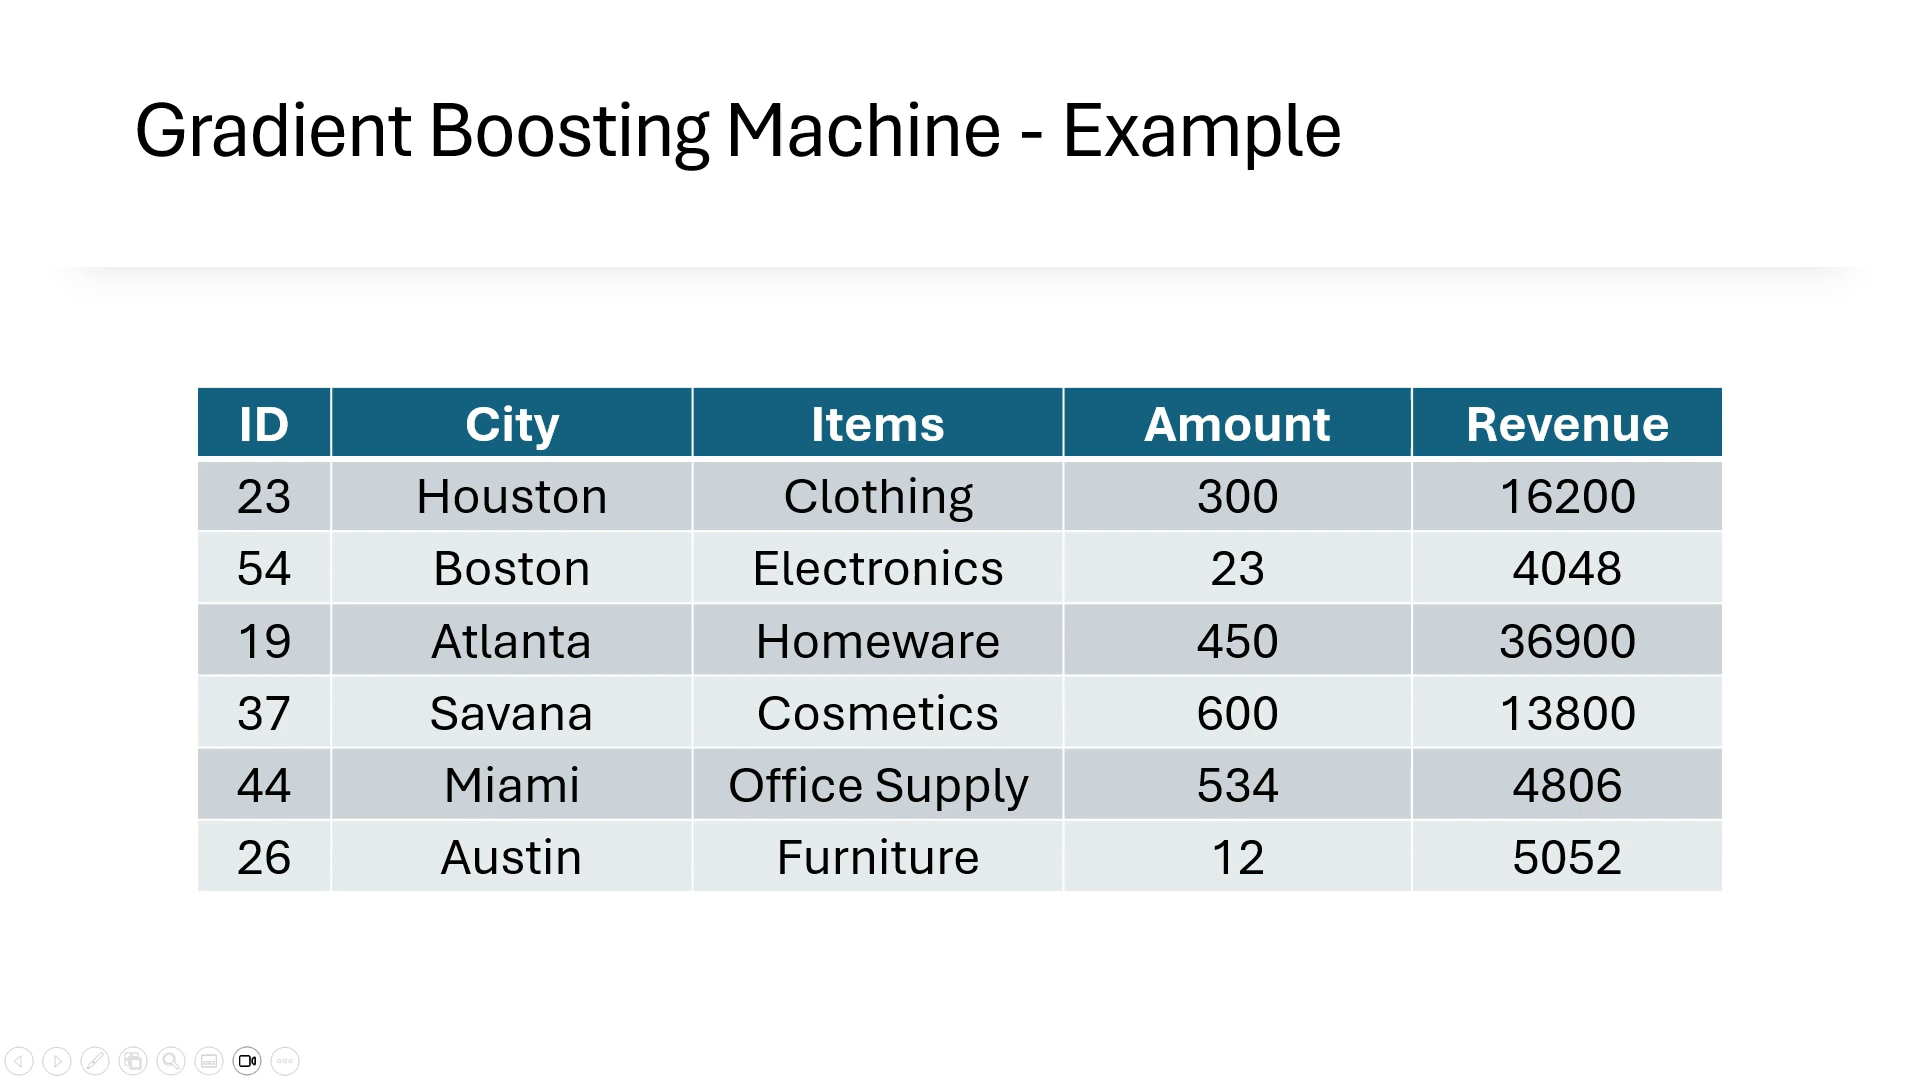 Gradient Boosting Machine - Example
ID City Items Amount Revenue
23 Houston Clothing 300 16200
54 Boston Electronics 23 4048
19 Atlanta Homeware 450 36900
37 Savana Cosmetics 600 13800
44 Miami Office Supply 534 4806
26 Austin Furniture 12 5052